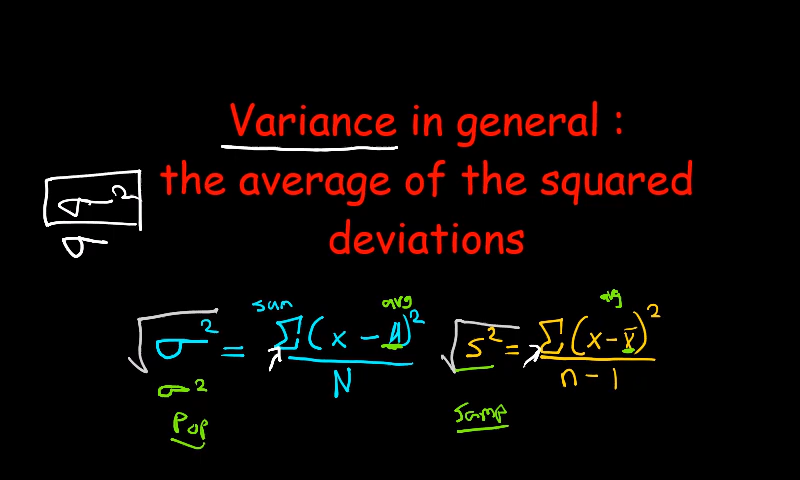 Variance in general :
the average of the squared
deviations
σ²
σ
sum avg avg
√σ² = Σ(x - μ)² / N √s² = Σ(x - x̄)² / n - 1
σ²
Pop Samp